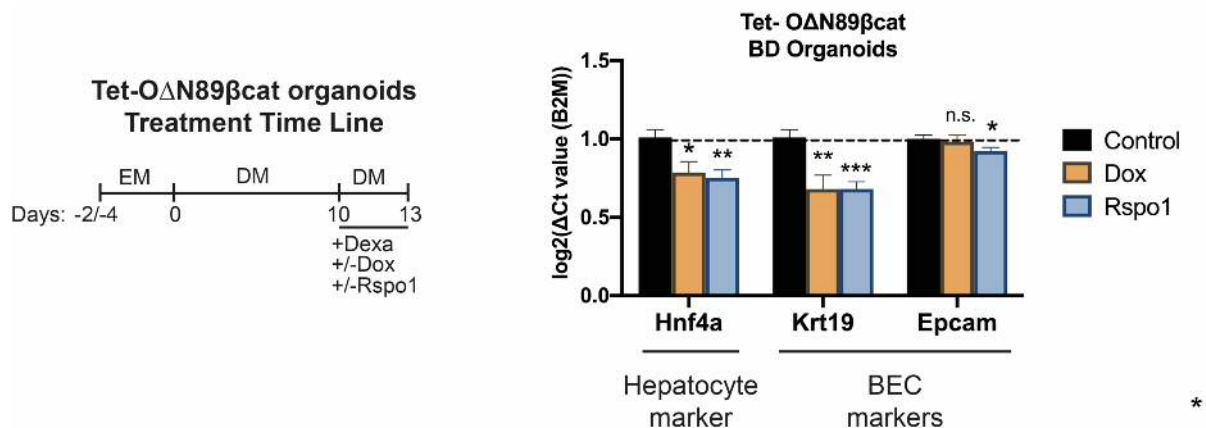 Tet-OΔN89βcat organoids
Treatment Time Line
EM DM DM
Days: -2/-4 0 10 13
+Dexa
+/-Dox
+/-Rspo1
Tet- OΔN89βcat
BD Organoids
log2(ΔCt value (B2M))
1.5
1.0
0.5
0.0
* **
** ***
n.s. *
Hnf4a Krt19 Epcam
Hepatocyte
marker
BEC
markers
Control
Dox
Rspo1
*